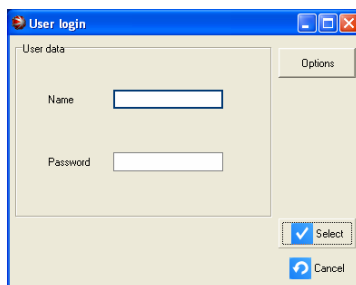 User login
User data
Options
Name
Password
Select
Cancel